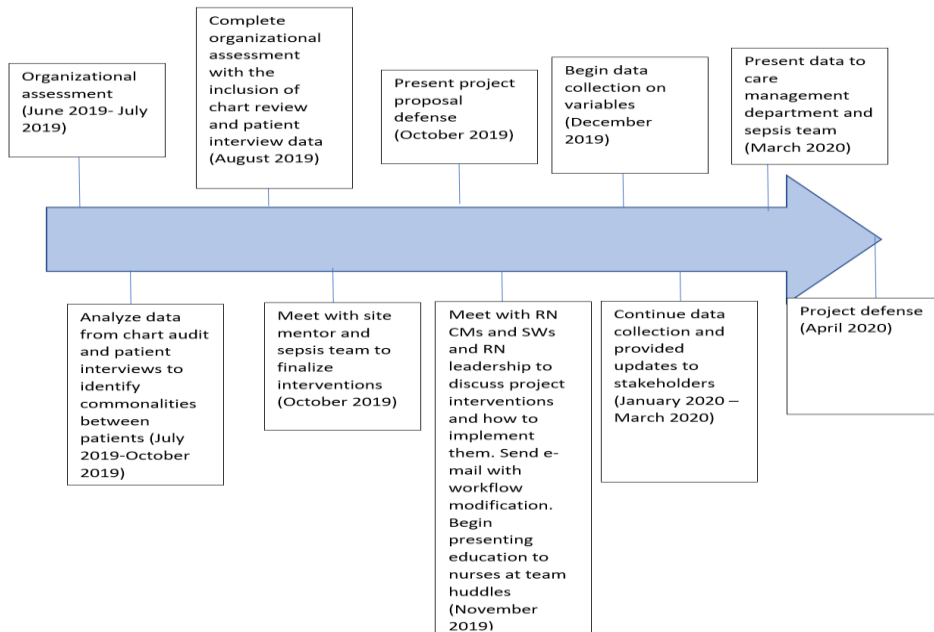 Organizational
assessment
(June 2019- July
2019)
Complete
organizational
assessment
with the
inclusion of
chart review
and patient
interview data
(August 2019)
Present project
proposal
defense
(October 2019)
Begin data
collection on
variables
(December
2019)
Present data to
care
management
department and
sepsis team
(March 2020)
Analyze data
from chart audit
and patient
interviews to
identify
commonalities
between
patients (July
2019-October
2019)
Meet with site
mentor and
sepsis team to
finalize
interventions
(October 2019)
Meet with RN
CMs and SWs
and RN
leadership to
discuss project
interventions
and how to
implement
them. Send e-
mail with
workflow
modification.
Begin
presenting
education to
nurses at team
huddles
(November
2019)
Continue data
collection and
provided
updates to
stakeholders
(January 2020 –
March 2020)
Project defense
(April 2020)